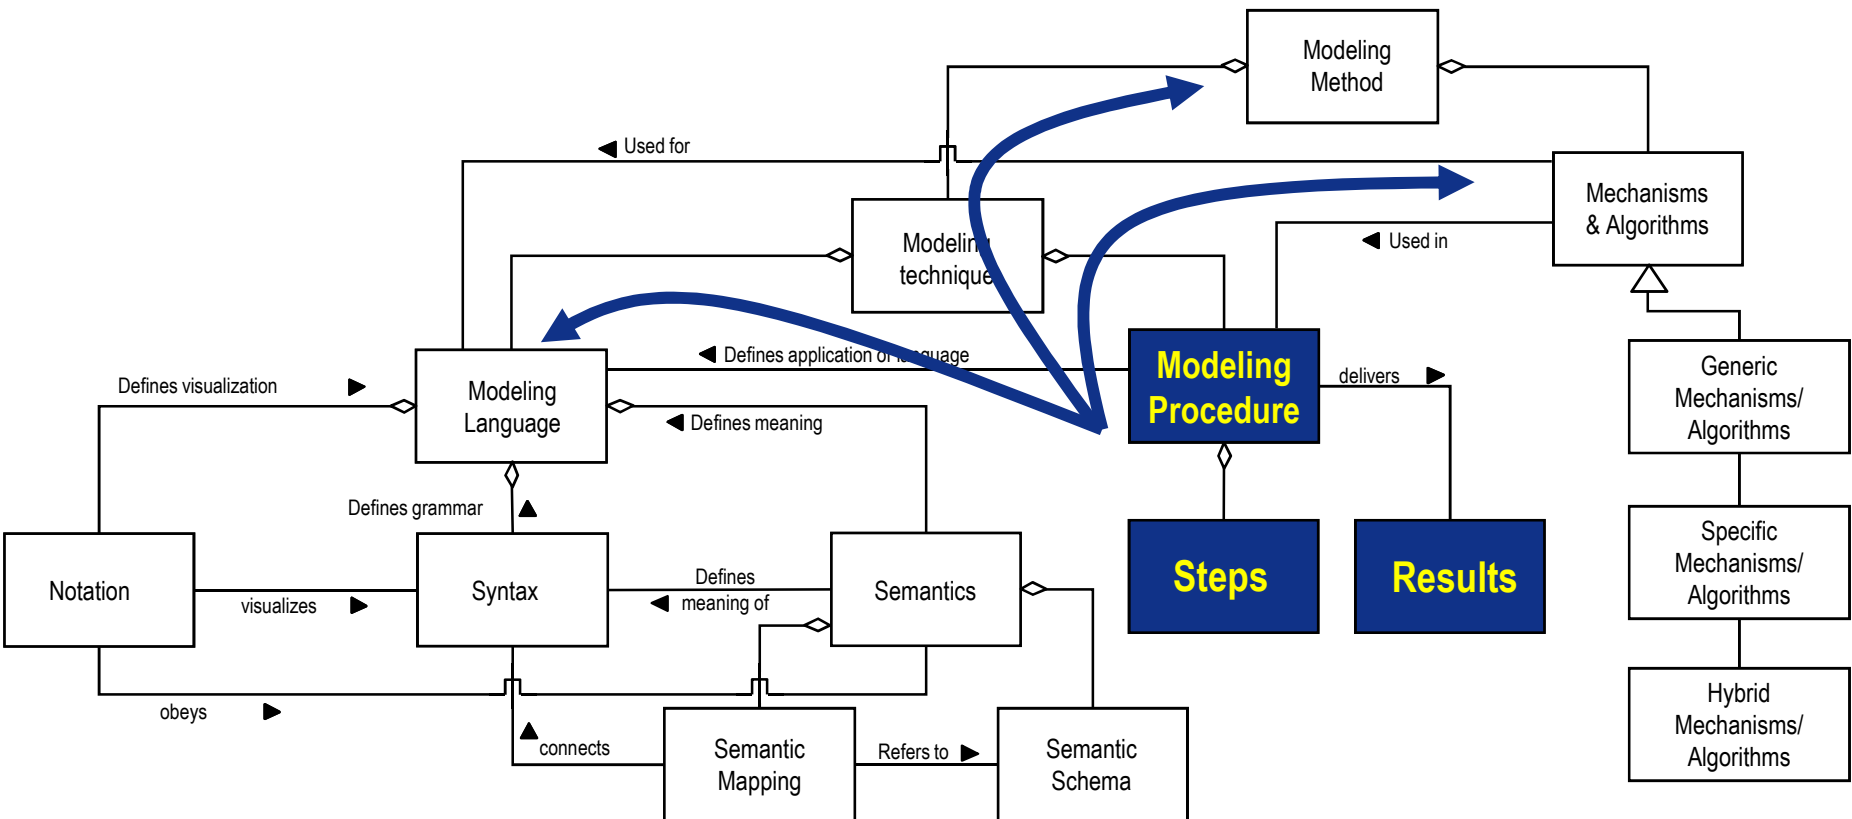 Modeling
Method
Used for
Mechanisms
& Algorithms
Modeling
technique
Used in
Defines application of language
Modeling
Procedure
delivers
Generic
Mechanisms/
Algorithms
Defines visualization
Modeling
Language
Defines meaning
Defines grammar
Notation
visualizes
Syntax
Defines
meaning of
Semantics
Steps
Results
Specific
Mechanisms/
Algorithms
obeys
connects
Semantic
Mapping
Refers to
Semantic
Schema
Hybrid
Mechanisms/
Algorithms